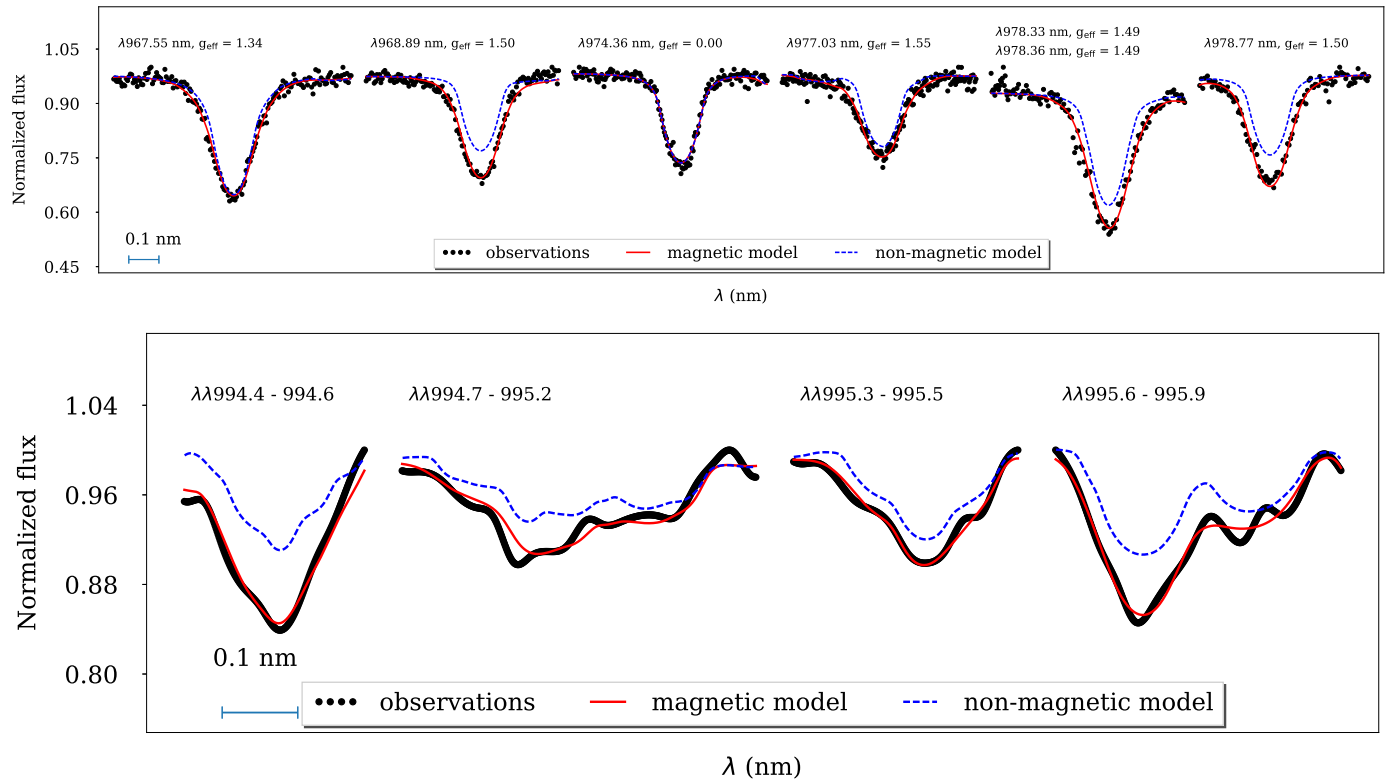 λ967.55 nm, g_eff = 1.34
λ968.89 nm, g_eff = 1.50
λ974.36 nm, g_eff = 0.00
λ977.03 nm, g_eff = 1.55
λ978.33 nm, g_eff = 1.49
λ978.36 nm, g_eff = 1.49
λ978.77 nm, g_eff = 1.50
Normalized flux
1.05
0.90
0.75
0.60
0.45
0.1 nm
observations
magnetic model
non-magnetic model
λ (nm)
λλ994.4 - 994.6
λλ994.7 - 995.2
λλ995.3 - 995.5
λλ995.6 - 995.9
Normalized flux
1.04
0.96
0.88
0.80
0.1 nm
observations
magnetic model
non-magnetic model
λ (nm)